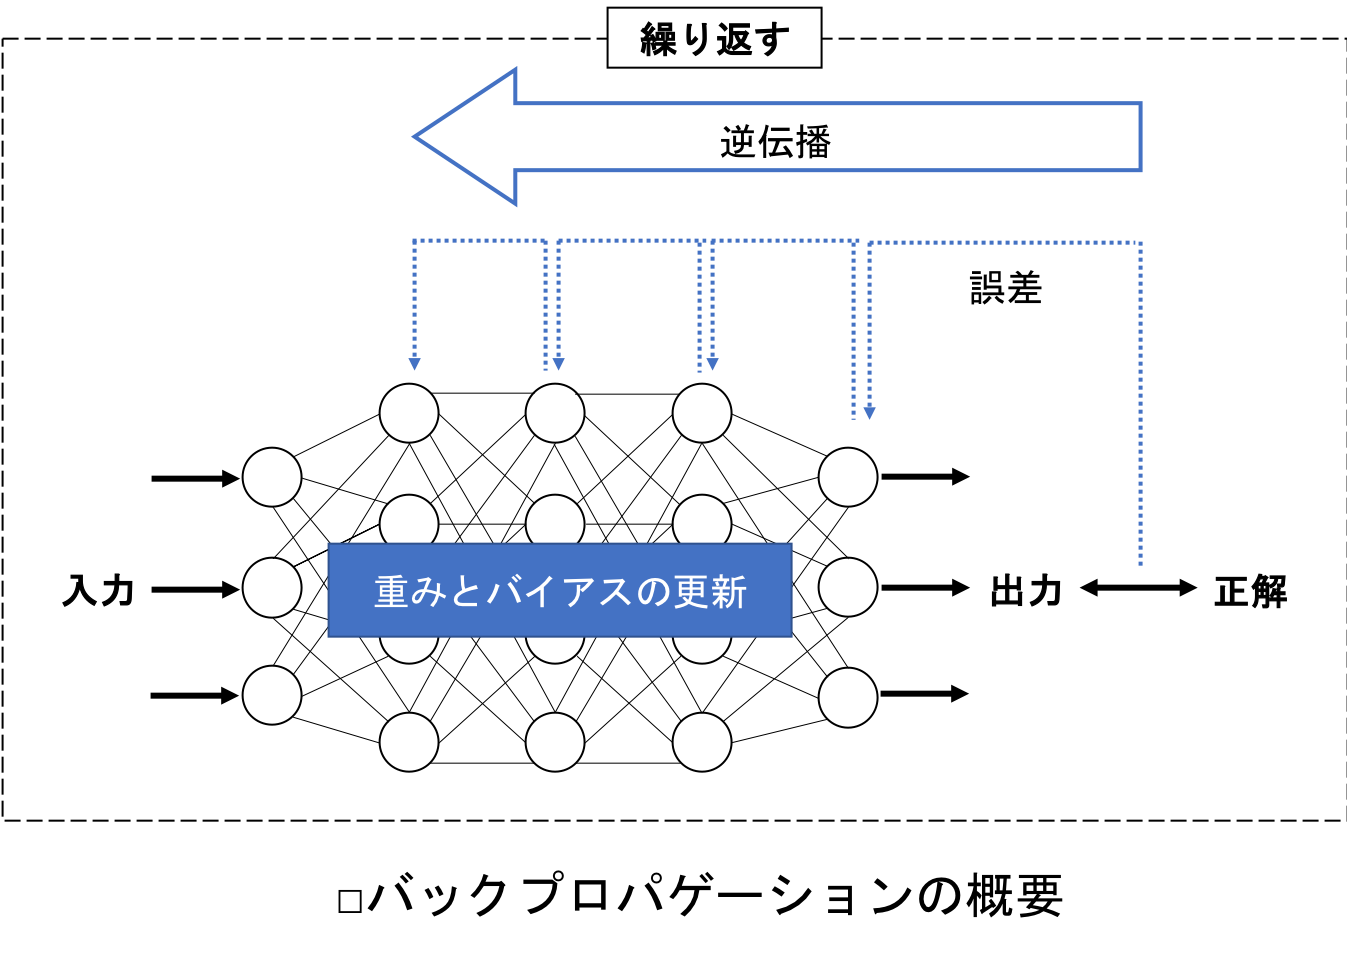 繰り返す
逆伝播
誤差
重みとバイアスの更新
入力
出力
正解
□バックプロパゲーションの概要